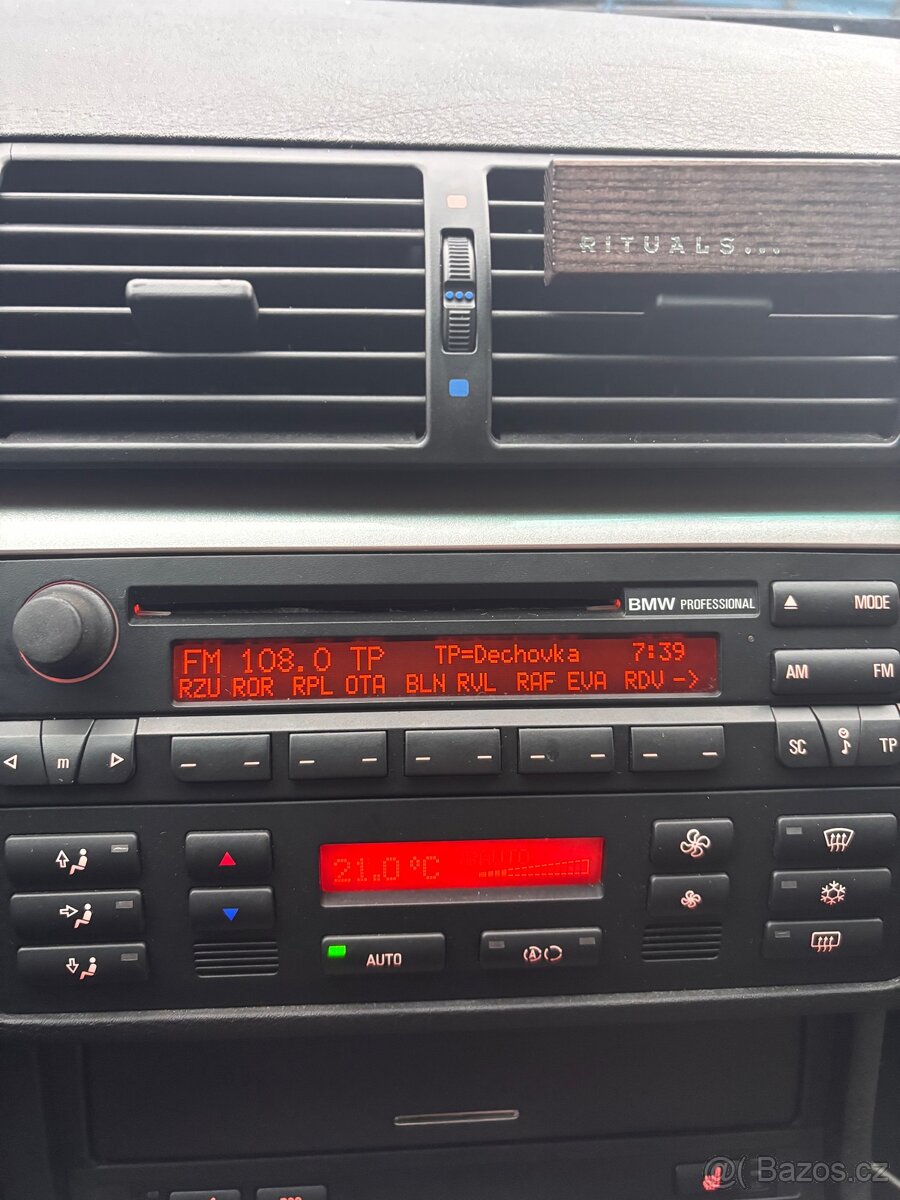 RITUALS...
BMW PROFESSIONAL
MODE
FM 108.0 TP TP=Dechovka 7:39
RZU ROR RPL OTA BLN RVL RAF EVA RDV ->
AM FM
m
SC TP
21.0 °C AUTO
AUTO
A
@( Bazos.cz